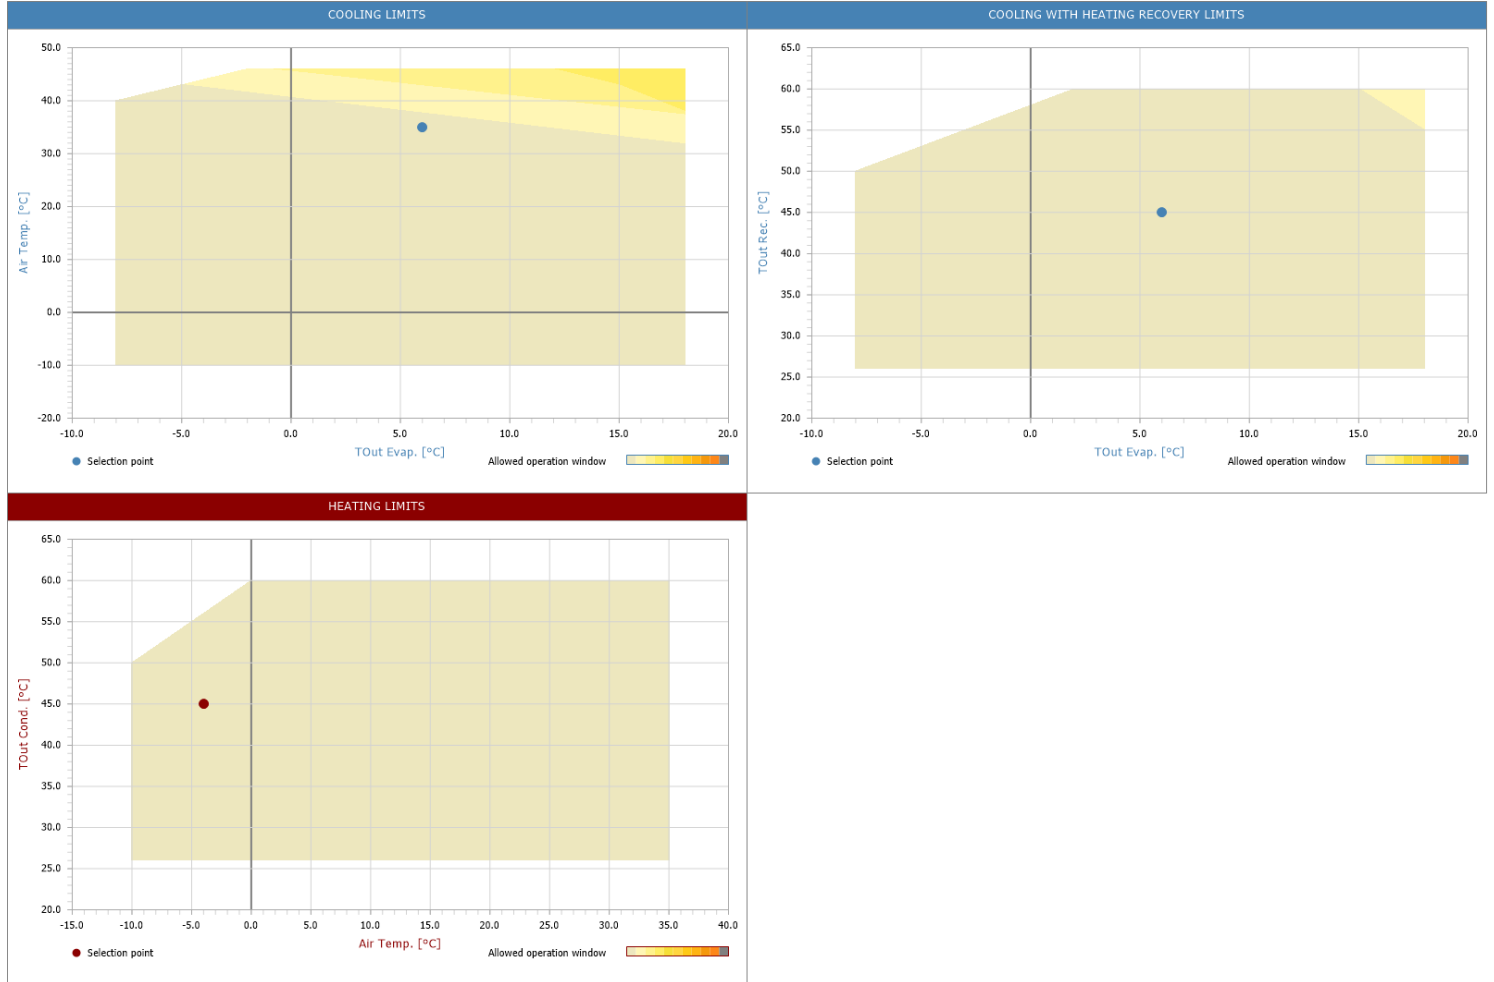 COOLING LIMITS
50.0
40.0
30.0
20.0
10.0
0.0
-10.0
-20.0
Air Temp. [°C]
-10.0 -5.0 0.0 5.0 10.0 15.0 20.0
TOut Evap. [°C]
Selection point Allowed operation window
COOLING WITH HEATING RECOVERY LIMITS
65.0
60.0
55.0
50.0
45.0
40.0
35.0
30.0
25.0
20.0
TOut Rec. [°C]
-10.0 -5.0 0.0 5.0 10.0 15.0 20.0
TOut Evap. [°C]
Selection point Allowed operation window
HEATING LIMITS
65.0
60.0
55.0
50.0
45.0
40.0
35.0
30.0
25.0
20.0
TOut Cond. [°C]
-15.0 -10.0 -5.0 0.0 5.0 10.0 15.0 20.0 25.0 30.0 35.0 40.0
Air Temp. [°C]
Selection point Allowed operation window